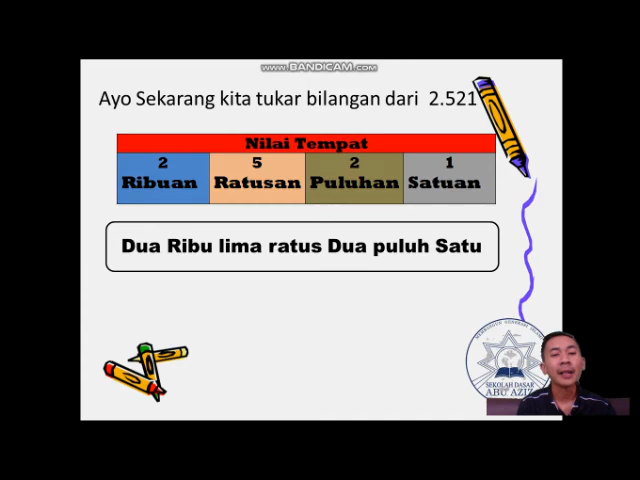 www.BANDICAM.com
Ayo Sekarang kita tukar bilangan dari 2.521
Nilai Tempat
2 5 2 1
Ribuan Ratusan Puluhan Satuan
Dua Ribu lima ratus Dua puluh Satu
SEKOLAH DASAR
ABU AZIZ